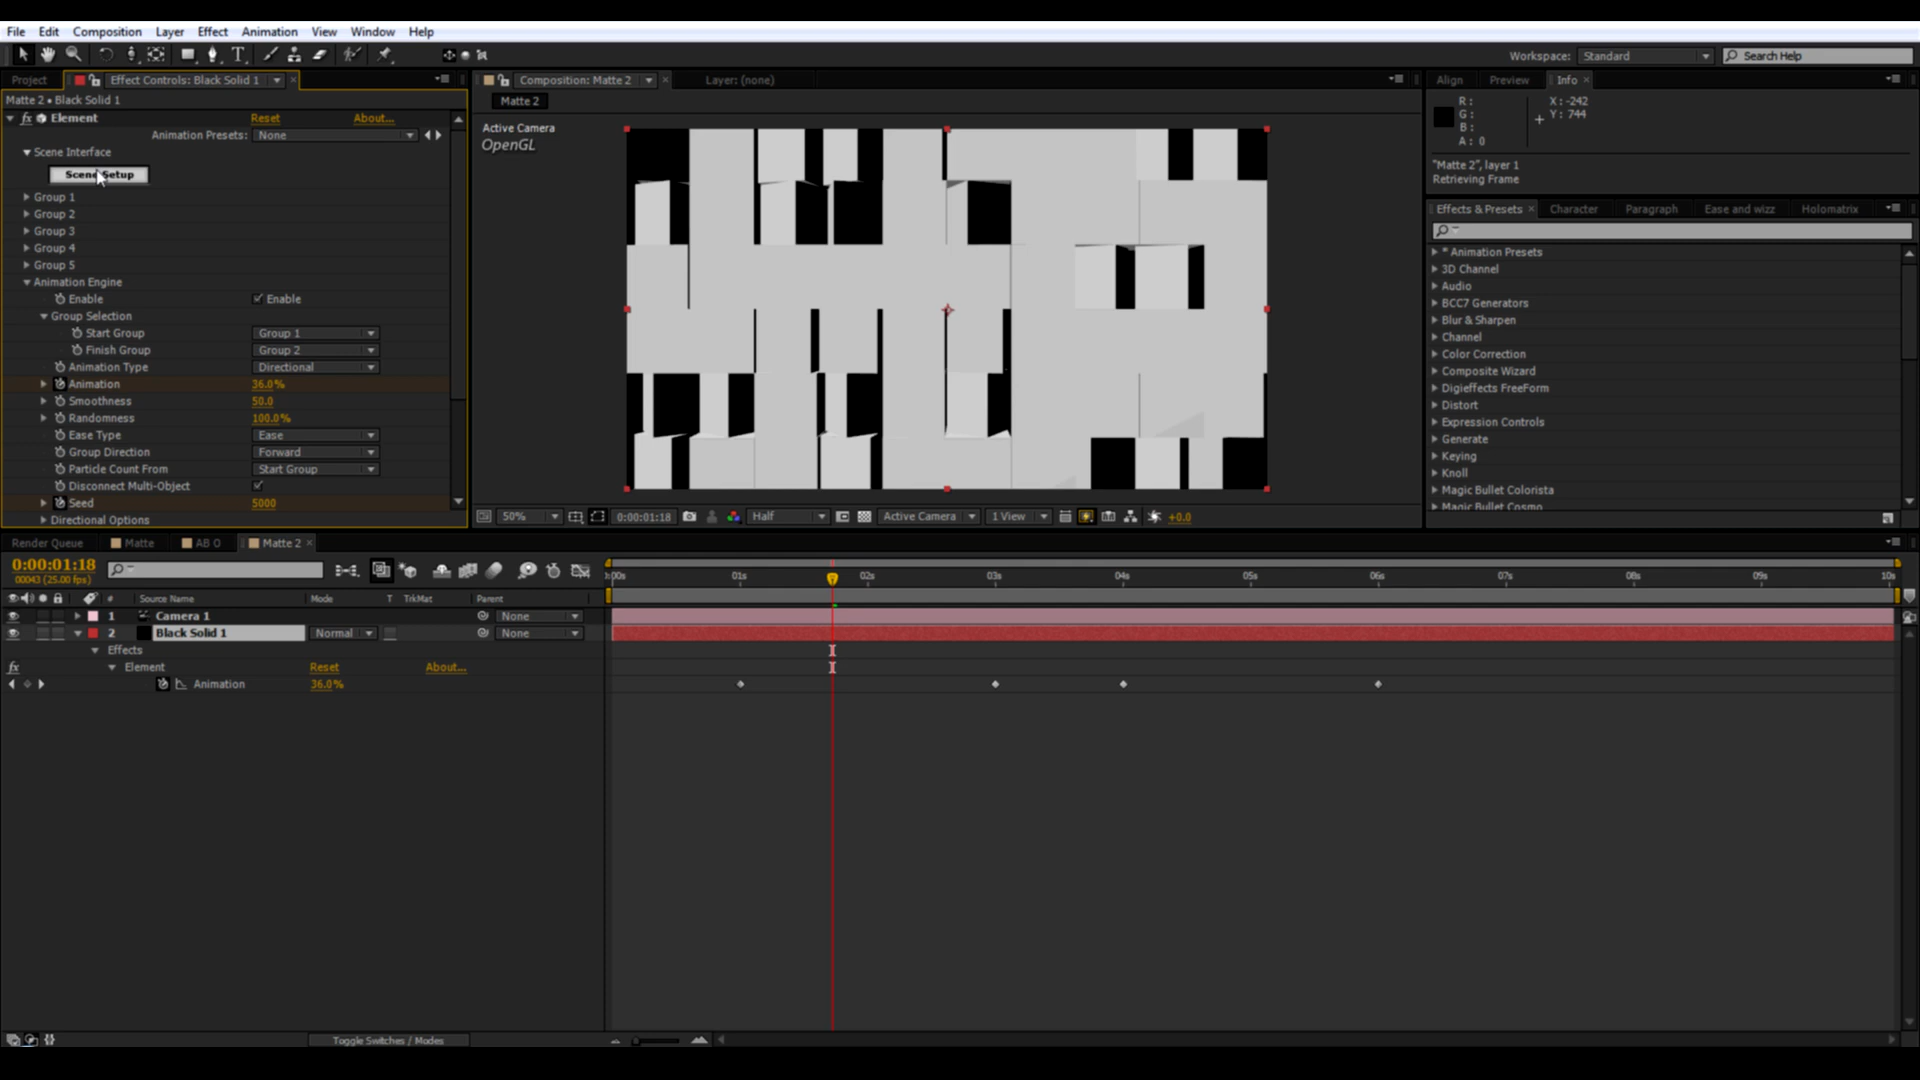 File Edit Composition Layer Effect Animation View Window Help
Workspace: Standard Search Help
Project Effect Controls: Black Solid 1
Matte 2 • Black Solid 1
fx Element Reset About...
Animation Presets: None
Scene Interface
Scene Setup
Group 1
Group 2
Group 3
Group 4
Group 5
Animation Engine
Enable Enable
Group Selection
Start Group Group 1
Finish Group Group 2
Animation Type Directional
Animation 36.0%
Smoothness 50.0
Randomness 100.0%
Ease Type Ease
Group Direction Forward
Particle Count From Start Group
Disconnect Multi-Object
Seed 5000
Directional Options
Composition: Matte 2 Layer: (none)
Matte 2
Active Camera
OpenGL
50% 0:00:01:18 Half Active Camera 1 View +0.0
Align Preview Info
R: X: -242
G: Y: 744
B:
A: 0
"Matte 2", layer 1
Retrieving Frame
Effects & Presets Character Paragraph Ease and wizz Holomatrix
* Animation Presets
3D Channel
Audio
BCC7 Generators
Blur & Sharpen
Channel
Color Correction
Composite Wizard
Digieffects FreeForm
Distort
Expression Controls
Generate
Keying
Knoll
Magic Bullet Colorista
Magic Bullet Cosmo
Render Queue Matte AB O Matte 2
0:00:01:18
00043 (25.00 fps)
:00s 01s 02s 03s 04s 05s 06s 07s 08s 09s 10s
# Source Name Mode T TrkMat Parent
1 Camera 1 None
2 Black Solid 1 Normal None
Effects
fx Element Reset About...
Animation 36.0%
Toggle Switches / Modes